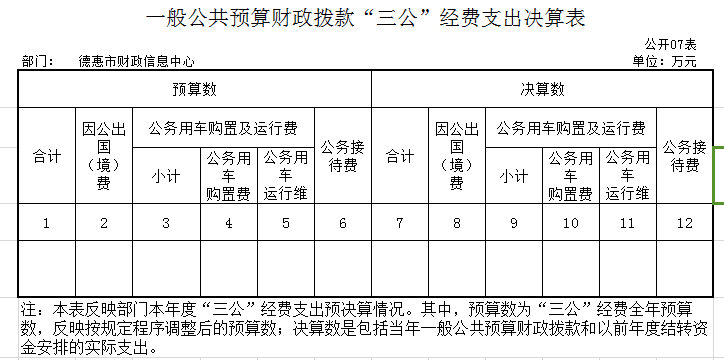 一般公共预算财政拨款“三公”经费支出决算表
公开07表
部门： 德惠市财政信息中心 单位：万元
预算数 决算数
合计 因公出国（境）费 公务用车购置及运行费 公务接待费 合计 因公出国（境）费 公务用车购置及运行费 公务接待费
小计 公务用车购置费 公务用车运行维 小计 公务用车购置费 公务用车运行维
1 2 3 4 5 6 7 8 9 10 11 12
注：本表反映部门本年度“三公”经费支出预决算情况。其中，预算数为“三公”经费全年预算
数，反映按规定程序调整后的预算数；决算数是包括当年一般公共预算财政拨款和以前年度结转资
金安排的实际支出。